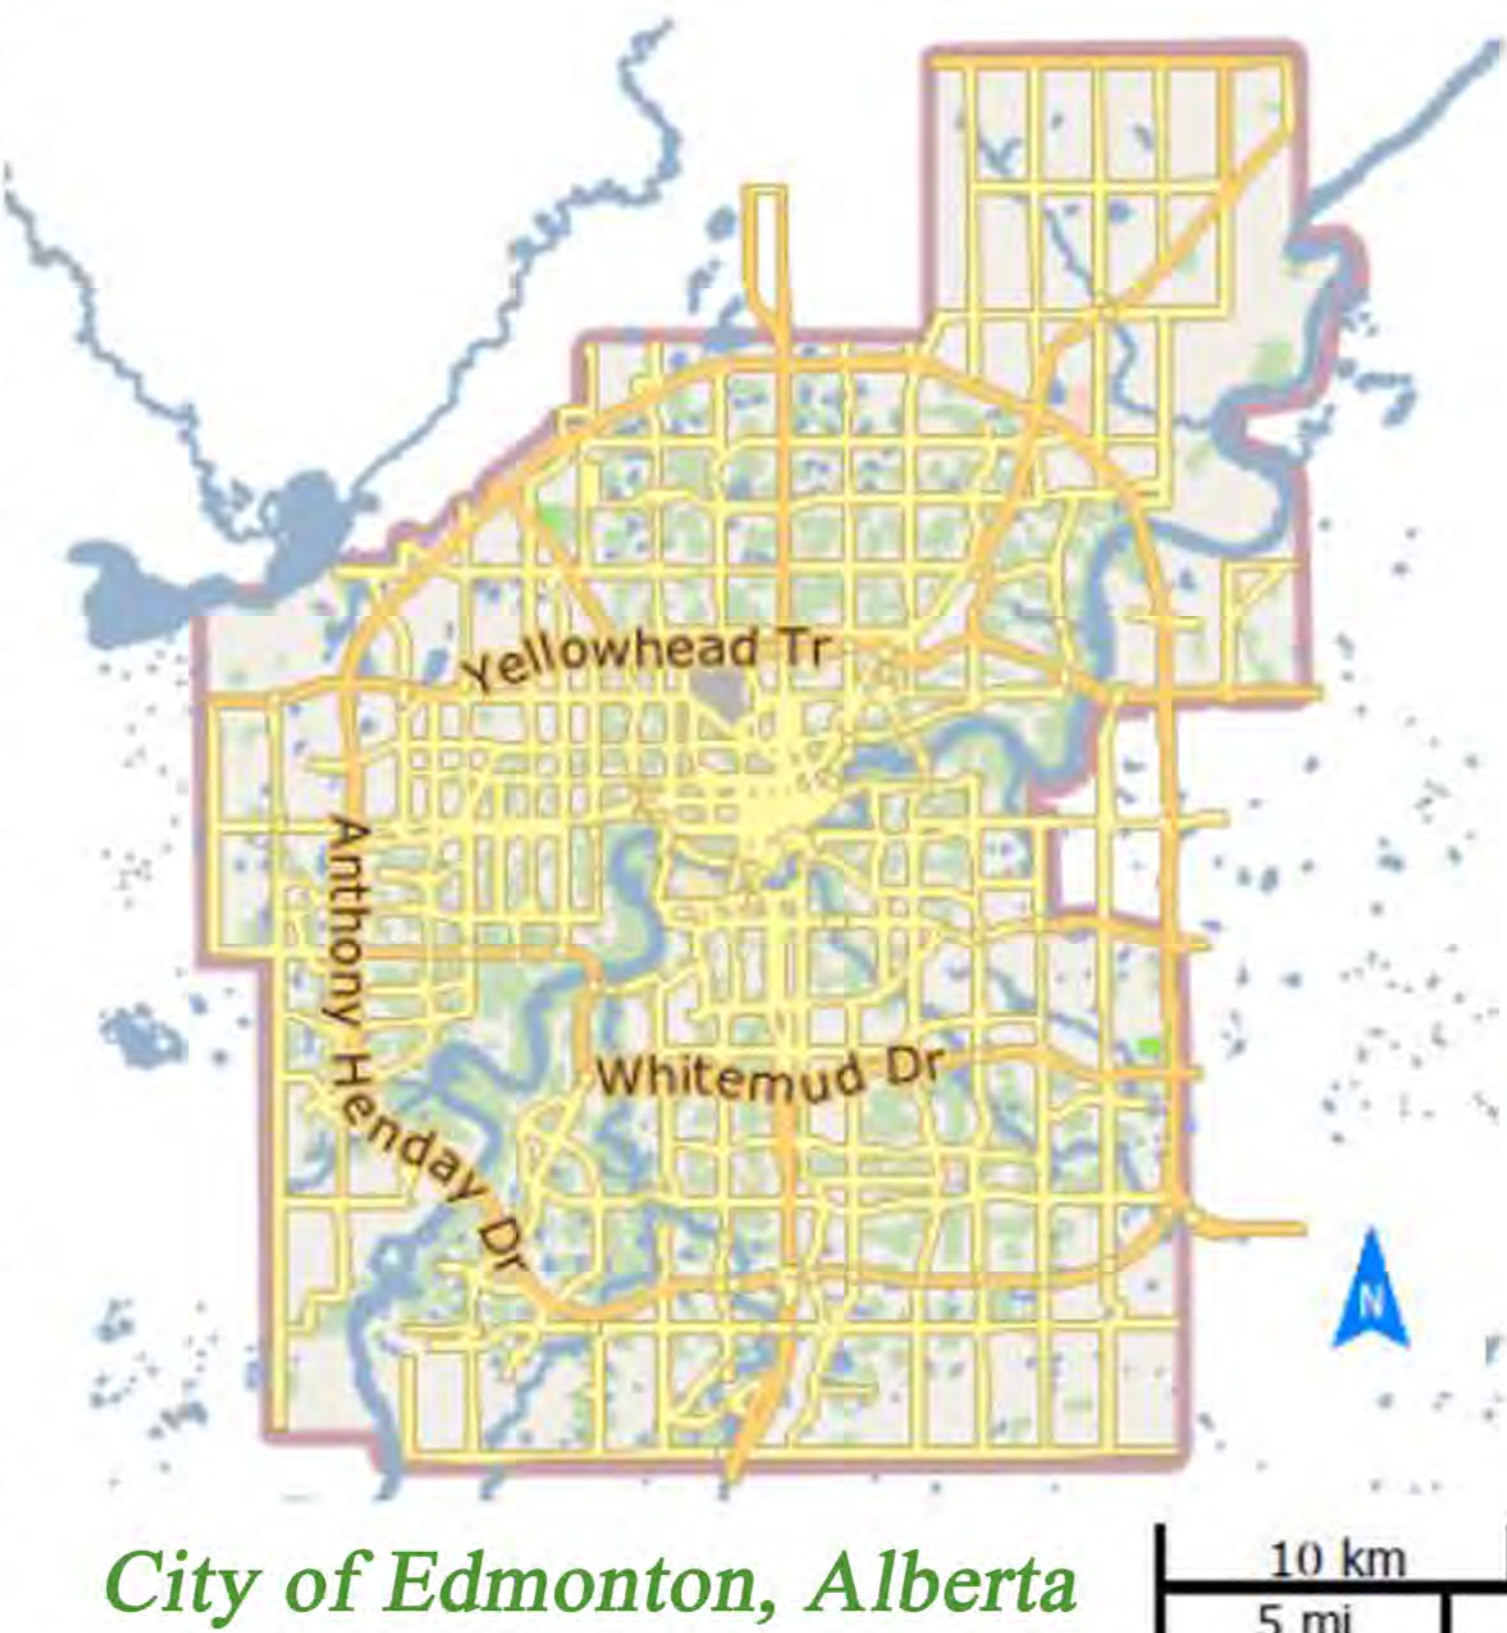 Yellowhead Tr
Anthony Henday Dr
Whitemud Dr
N
City of Edmonton, Alberta
10 km
5 mi